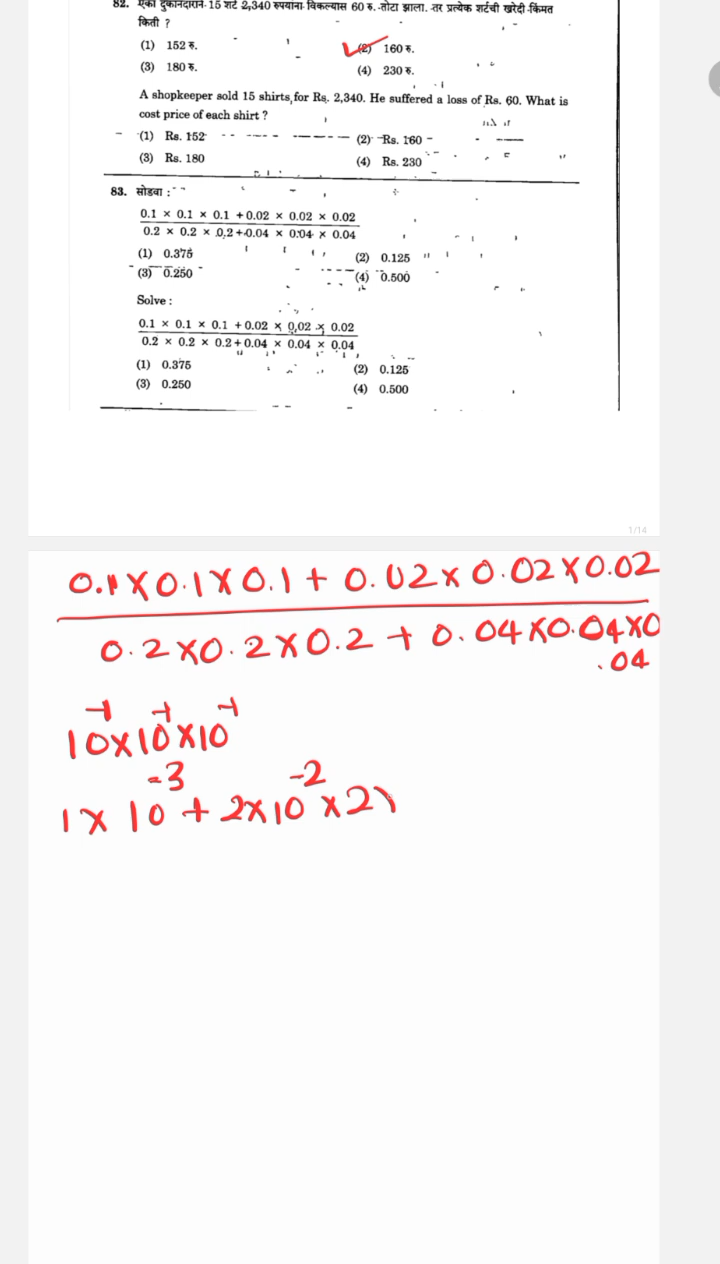 82. एका दुकानदाराने 15 शर्ट 2,340 रुपयांना विकल्यास 60 रु. तोटा झाला. तर प्रत्येक शर्टची खरेदी किंमत
किती ?
(1) 152 रु. (2) 160 रु.
(3) 180 रु. (4) 230 रु.
A shopkeeper sold 15 shirts for Rs. 2,340. He suffered a loss of Rs. 60. What is
cost price of each shirt ?
(1) Rs. 152 (2) Rs. 160
(3) Rs. 180 (4) Rs. 230
83. सोडवा :
0.1 × 0.1 × 0.1 + 0.02 × 0.02 × 0.02
0.2 × 0.2 × 0.2 + 0.04 × 0.04 × 0.04
(1) 0.375 (2) 0.125
(3) 0.250 (4) 0.500
Solve :
0.1 × 0.1 × 0.1 + 0.02 × 0.02 × 0.02
0.2 × 0.2 × 0.2 + 0.04 × 0.04 × 0.04
(1) 0.375 (2) 0.125
(3) 0.250 (4) 0.500
1/14
0.1 × 0.1 × 0.1 + 0.02 × 0.02 × 0.02
0.2 × 0.2 × 0.2 + 0.04 × 0.04 × 0
.04
10⁻¹ × 10⁻¹ × 10⁻¹
1 × 10⁻³ + 2 × 10⁻² × 2